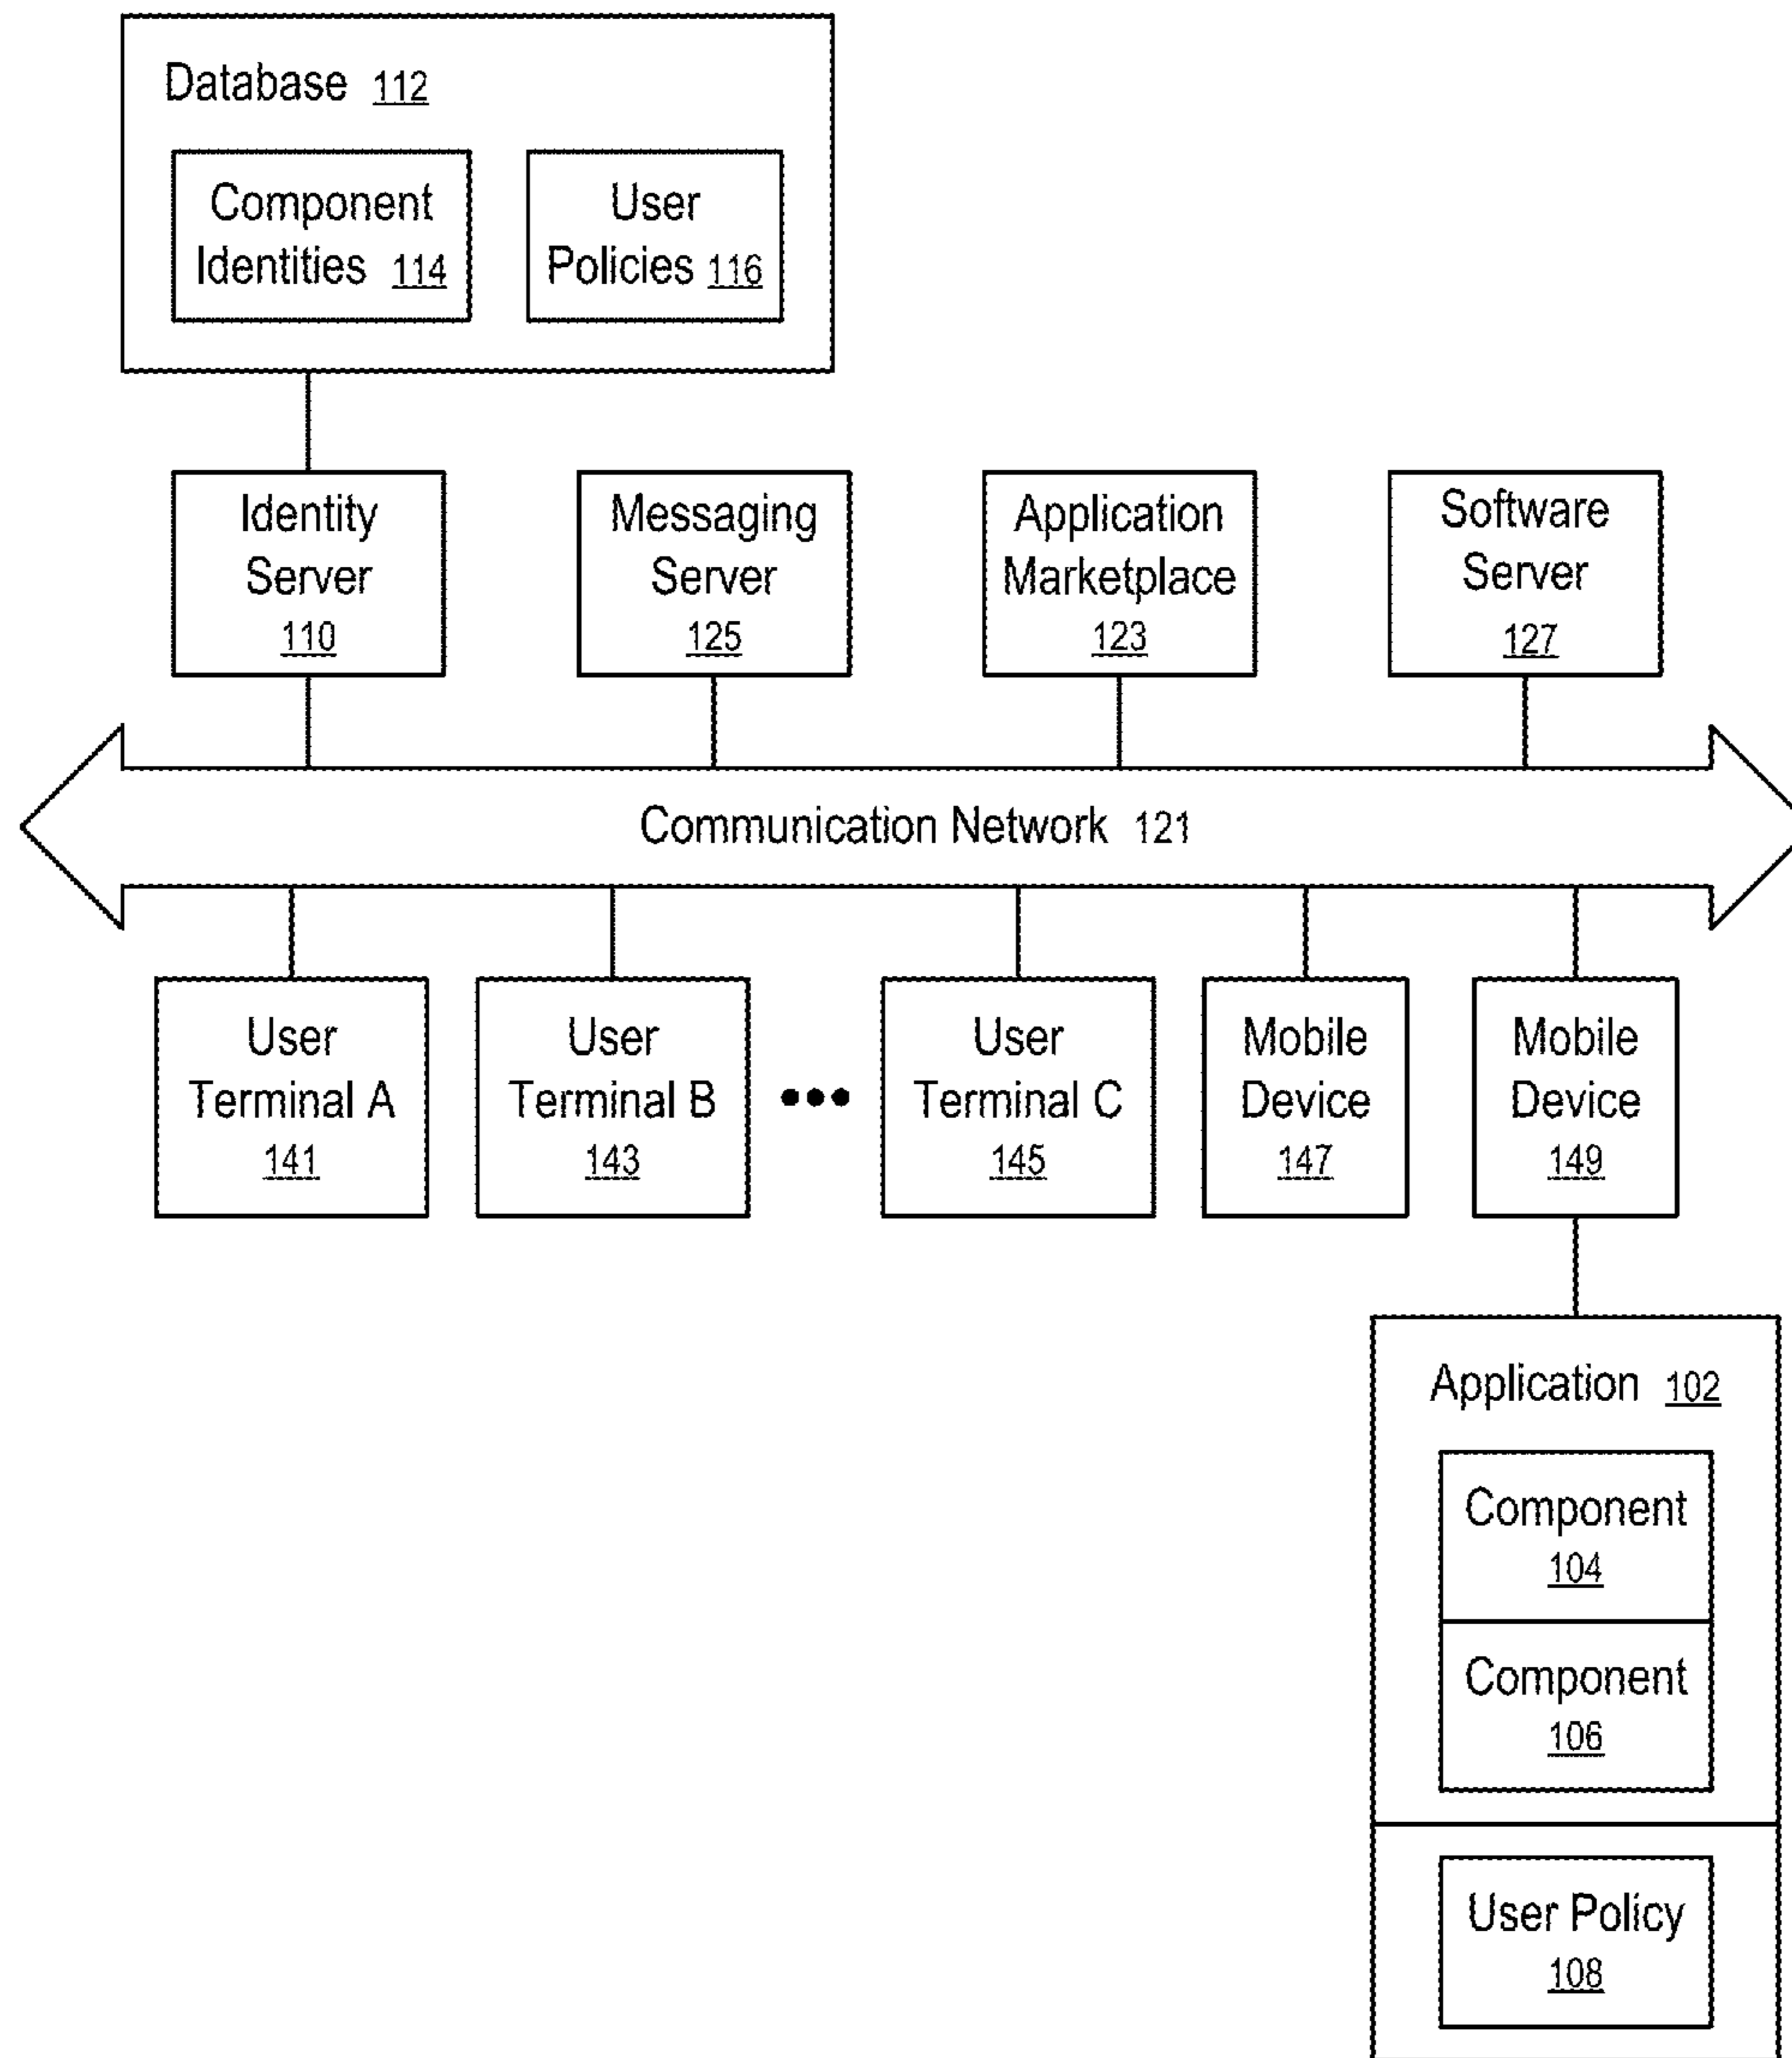 Database 112
Component
Identities 114
User
Policies 116
Identity
Server
110
Messaging
Server
125
Application
Marketplace
123
Software
Server
127
Communication Network 121
User
Terminal A
141
User
Terminal B
143
User
Terminal C
145
Mobile
Device
147
Mobile
Device
149
Application 102
Component
104
Component
106
User Policy
108